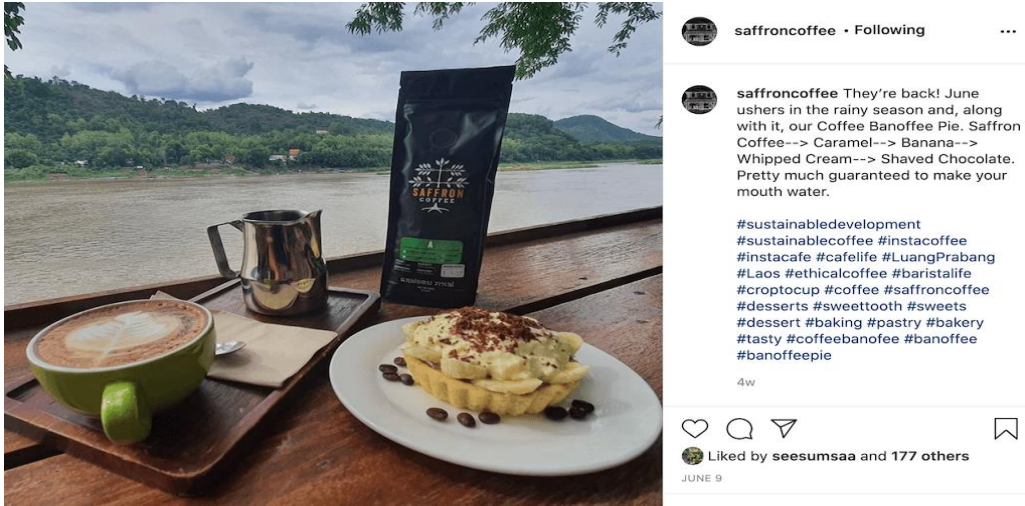 saffroncoffee • Following
saffroncoffee They’re back! June
ushers in the rainy season and, along
with it, our Coffee Banoffee Pie. Saffron
Coffee--> Caramel--> Banana-->
Whipped Cream--> Shaved Chocolate.
Pretty much guaranteed to make your
mouth water.
#sustainabledevelopment
#sustainablecoffee #instacoffee
#instacafe #cafelife #LuangPrabang
#Laos #ethicalcoffee #baristalife
#croptocup #coffee #saffroncoffee
#desserts #sweettooth #sweets
#dessert #baking #pastry #bakery
#tasty #coffeebanofee #banoffee
#banoffeepie
4w
Liked by seesumsaa and 177 others
JUNE 9
SAFFRON
COFFEE
A